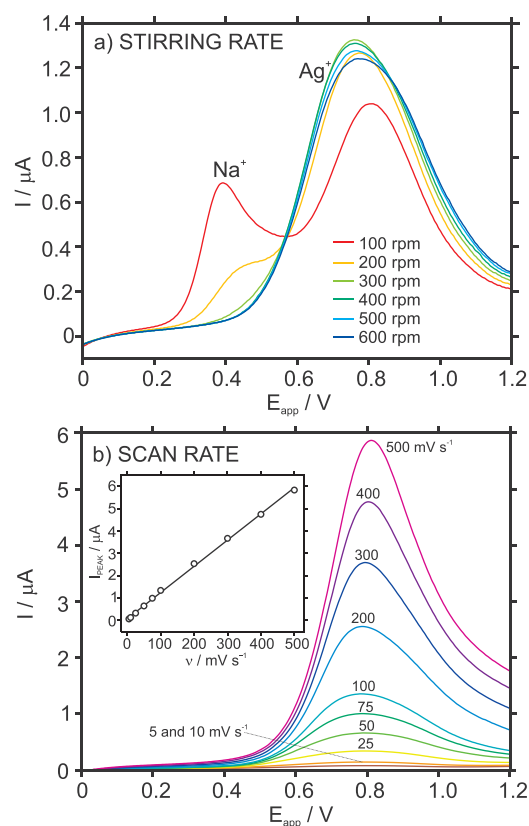 a) STIRRING RATE
Ag⁺
Na⁺
I / μA
1.4
1.2
1.0
0.8
0.6
0.4
0.2
0
100 rpm
200 rpm
300 rpm
400 rpm
500 rpm
600 rpm
0 0.2 0.4 0.6 0.8 1.0 1.2
E_app / V
b) SCAN RATE
500 mV s⁻¹
400
300
200
100
75
50
25
5 and 10 mV s⁻¹
I / μA
6
5
4
3
2
1
0
I_PEAK / μA
6
5
4
3
2
1
0
0 100 200 300 400 500
ν / mV s⁻¹
0 0.2 0.4 0.6 0.8 1.0 1.2
E_app / V